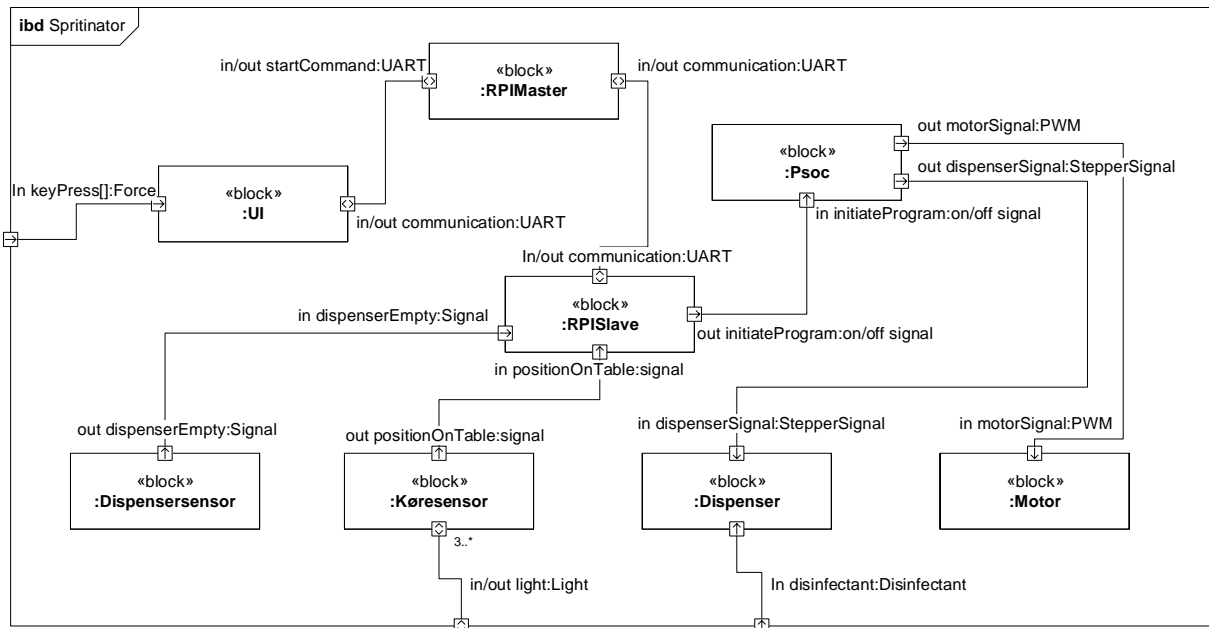 ibd Spritinator
in/out startCommand:UART
«block»
:RPIMaster
in/out communication:UART
«block»
:Psoc
out motorSignal:PWM
out dispenserSignal:StepperSignal
in initiateProgram:on/off signal
In keyPress[]:Force
«block»
:UI
in/out communication:UART
In/out communication:UART
«block»
:RPISlave
in dispenserEmpty:Signal
out initiateProgram:on/off signal
in positionOnTable:signal
out dispenserEmpty:Signal
out positionOnTable:signal
in dispenserSignal:StepperSignal
in motorSignal:PWM
«block»
:Dispensersensor
«block»
:Køresensor
3..*
«block»
:Dispenser
«block»
:Motor
in/out light:Light
In disinfectant:Disinfectant